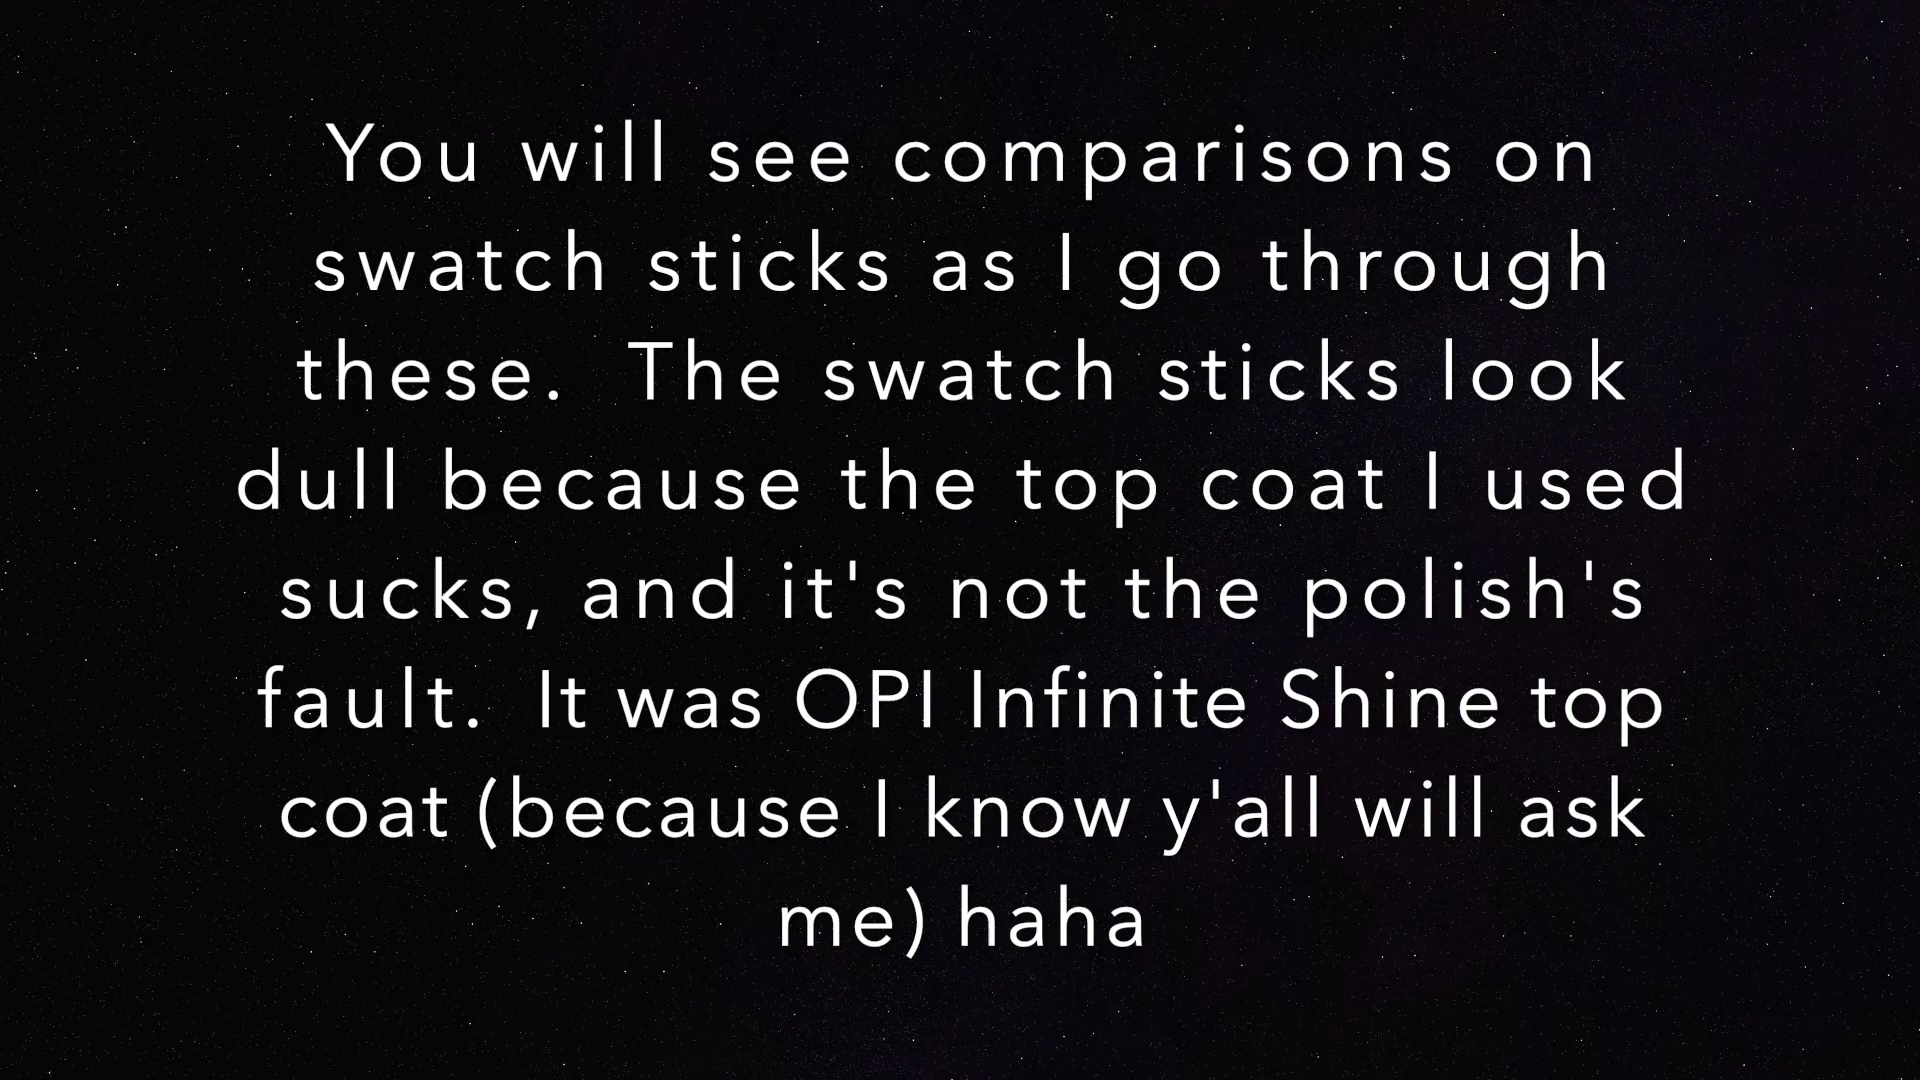 You will see comparisons on
swatch sticks as I go through
these.  The swatch sticks look
dull because the top coat I used
sucks, and it's not the polish's
fault.  It was OPI Infinite Shine top
coat (because I know y'all will ask
me) haha